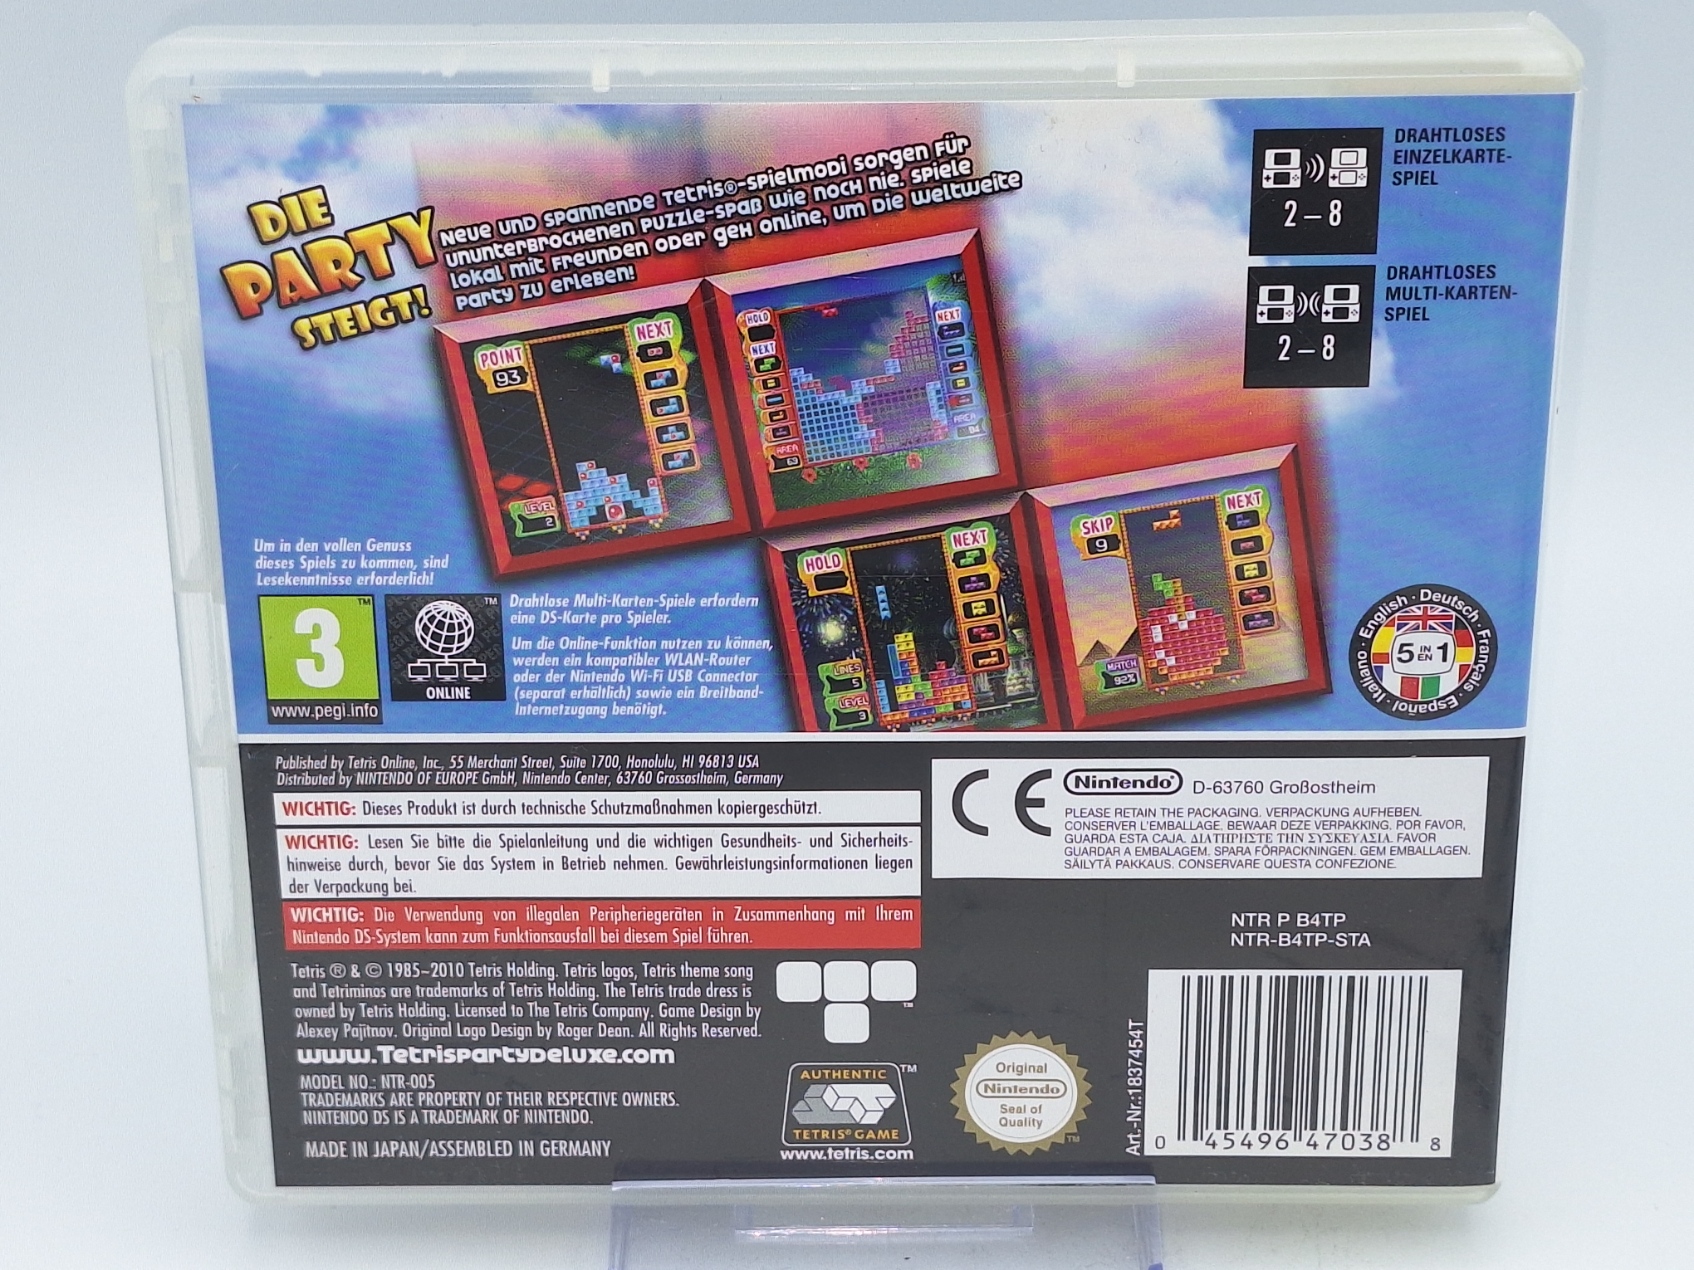 DIE
PARTY
STEIGT!
Neue und spannende Tetris®-Spielmodi sorgen für
ununterbrochenen Puzzle-Spaß wie noch nie. Spiele
lokal mit Freunden oder geh online, um die weltweite
Party zu erleben!
DRAHTLOSES
EINZELKARTE-
SPIEL
2 – 8
DRAHTLOSES
MULTI-KARTEN-
SPIEL
2 – 8
POINT
93
NEXT
LEVEL
2
HOLD
NEXT
NEXT
AREA
AREA
HOLD
NEXT
LINES
5
LEVEL
3
SKIP
9
NEXT
MATCH
92%
Um in den vollen Genuss
dieses Spiels zu kommen, sind
Lesekenntnisse erforderlich!
3
TM
www.pegi.info
TM
ONLINE
Drahtlose Multi-Karten-Spiele erfordern
eine DS-Karte pro Spieler.
Um die Online-Funktion nutzen zu können,
werden ein kompatibler WLAN-Router
oder der Nintendo Wi-Fi USB Connector
(separat erhältlich) sowie ein Breitband-
Internetzugang benötigt.
English · Deutsch · Français · Español · Italiano ·
5 IN EN 1
Published by Tetris Online, Inc., 55 Merchant Street, Suite 1700, Honolulu, HI 96813 USA
Distributed by NINTENDO OF EUROPE GmbH, Nintendo Center, 63760 Grossostheim, Germany
WICHTIG: Dieses Produkt ist durch technische Schutzmaßnahmen kopiergeschützt.
WICHTIG: Lesen Sie bitte die Spielanleitung und die wichtigen Gesundheits- und Sicherheits-
hinweise durch, bevor Sie das System in Betrieb nehmen. Gewährleistungsinformationen liegen
der Verpackung bei.
WICHTIG: Die Verwendung von illegalen Peripheriegeräten in Zusammenhang mit Ihrem
Nintendo DS-System kann zum Funktionsausfall bei diesem Spiel führen.
CE
Nintendo® D-63760 Großostheim
PLEASE RETAIN THE PACKAGING. VERPACKUNG AUFHEBEN.
CONSERVER L'EMBALLAGE. BEWAAR DEZE VERPAKKING. POR FAVOR,
GUARDA ESTA CAJA. ΔΙΑΤΗΡΗΣΤΕ ΤΗΝ ΣΥΣΚΕΥΑΣΙΑ. FAVOR
GUARDAR A EMBALAGEM. SPARA FÖRPACKNINGEN. GEM EMBALLAGEN.
SÄILYTÄ PAKKAUS. CONSERVARE QUESTA CONFEZIONE.
Tetris ® & © 1985~2010 Tetris Holding. Tetris logos, Tetris theme song
and Tetriminos are trademarks of Tetris Holding. The Tetris trade dress is
owned by Tetris Holding. Licensed to The Tetris Company. Game Design by
Alexey Pajitnov. Original Logo Design by Roger Dean. All Rights Reserved.
www.TetrisPartyDeluxe.com
MODEL NO.: NTR-005
TRADEMARKS ARE PROPERTY OF THEIR RESPECTIVE OWNERS.
NINTENDO DS IS A TRADEMARK OF NINTENDO.
MADE IN JAPAN/ASSEMBLED IN GERMANY
TM
AUTHENTIC
TETRIS® GAME
TM
www.tetris.com
Original
Nintendo
Seal of
Quality
TM
NTR P B4TP
NTR-B4TP-STA
Art.-Nr.:1837454T
0 45496 47038 8